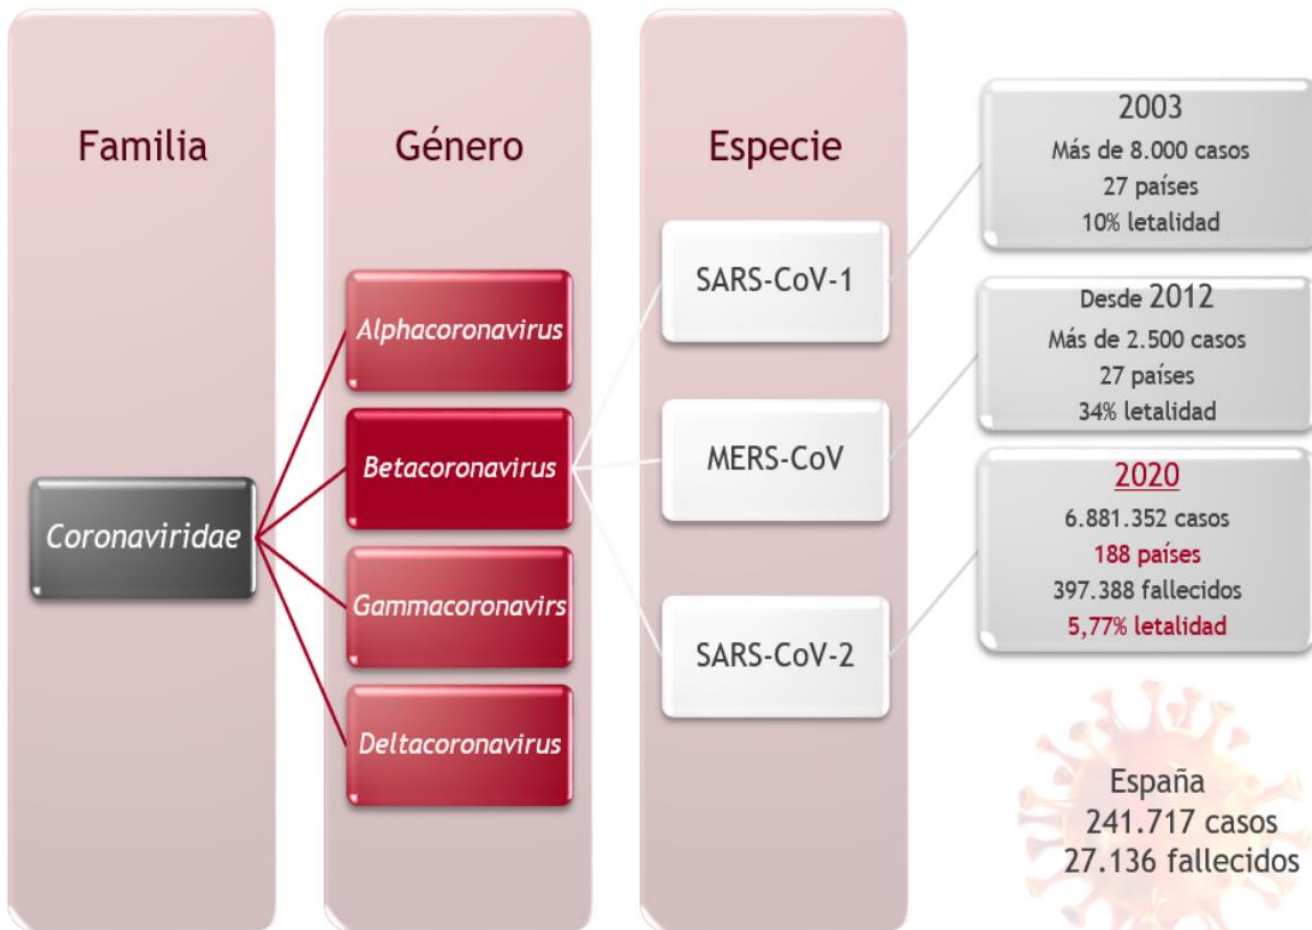 Familia
Coronaviridae
Género
Alphacoronavirus
Betacoronavirus
Gammacoronavirs
Deltacoronavirus
Especie
SARS-CoV-1
MERS-CoV
SARS-CoV-2
2003
Más de 8.000 casos
27 países
10% letalidad
Desde 2012
Más de 2.500 casos
27 países
34% letalidad
2020
6.881.352 casos
188 países
397.388 fallecidos
5,77% letalidad
España
241.717 casos
27.136 fallecidos